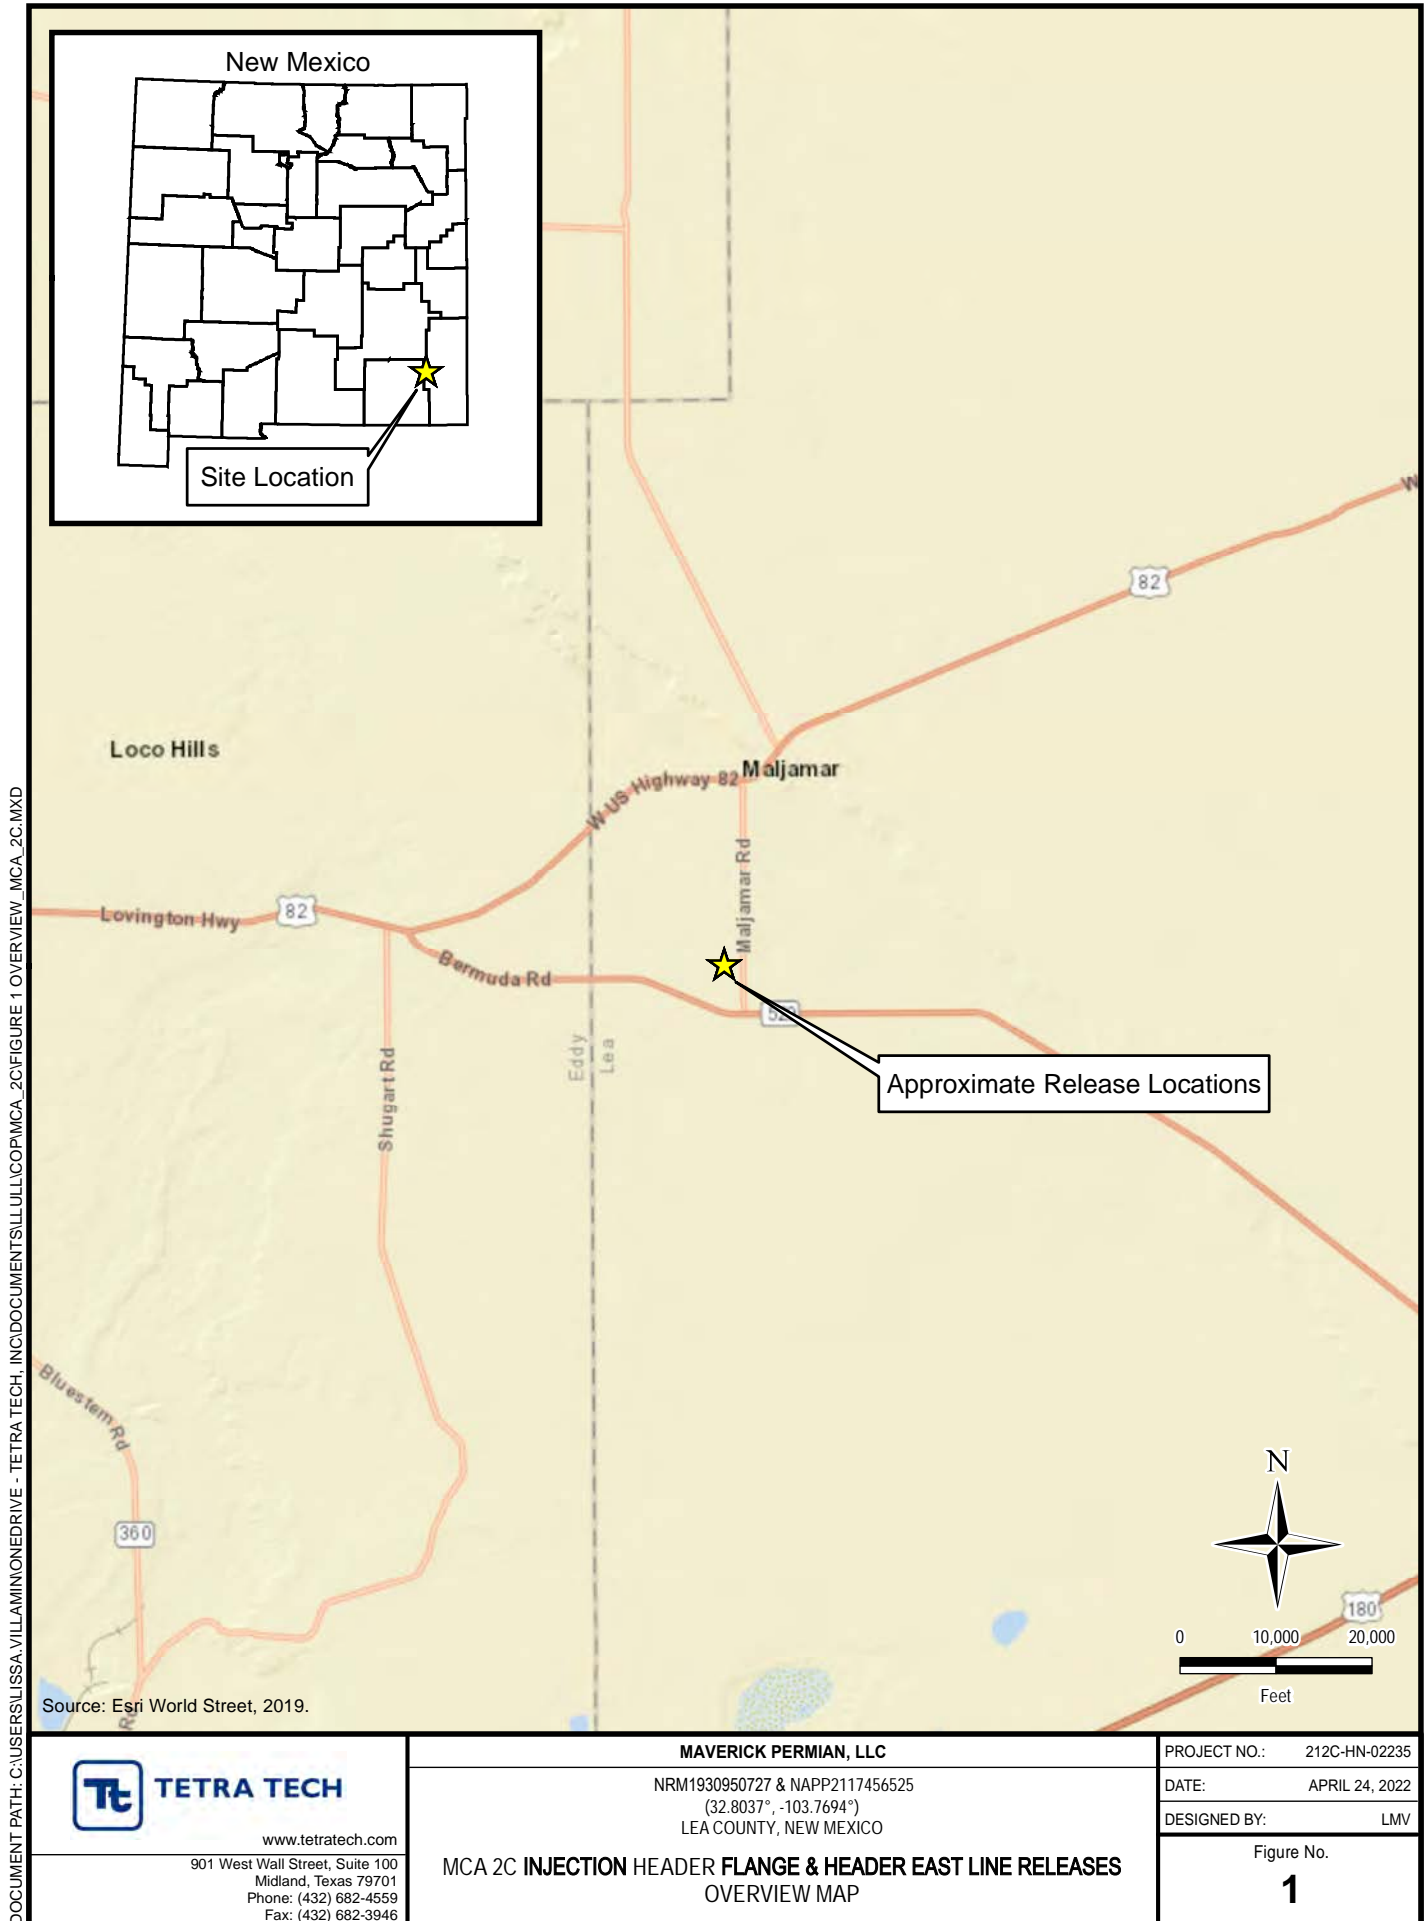 New Mexico
Site Location
W
82
Loco Hills
Maljamar
W US Highway 82
Maljamar Rd
Lovington Hwy
82
Bermuda Rd
Eddy
Lea
Shugart Rd
Approximate Release Locations
Bluestem Rd
360
Rd
N
180
0 10,000 20,000
Feet
Source: Esri World Street, 2019.
DOCUMENT PATH: C:\USERS\LISSA.VILLAMIN\ONEDRIVE - TETRA TECH, INC\DOCUMENTS\LLULL\COP\MCA_2C\FIGURE 1 OVERVIEW_MCA_2C.MXD
Tt TETRA TECH
www.tetratech.com
901 West Wall Street, Suite 100
Midland, Texas 79701
Phone: (432) 682-4559
Fax: (432) 682-3946
MAVERICK PERMIAN, LLC
NRM1930950727 & NAPP2117456525
(32.8037°, -103.7694°)
LEA COUNTY, NEW MEXICO
MCA 2C INJECTION HEADER FLANGE & HEADER EAST LINE RELEASES
OVERVIEW MAP
PROJECT NO.: 212C-HN-02235
DATE: APRIL 24, 2022
DESIGNED BY: LMV
Figure No.
1